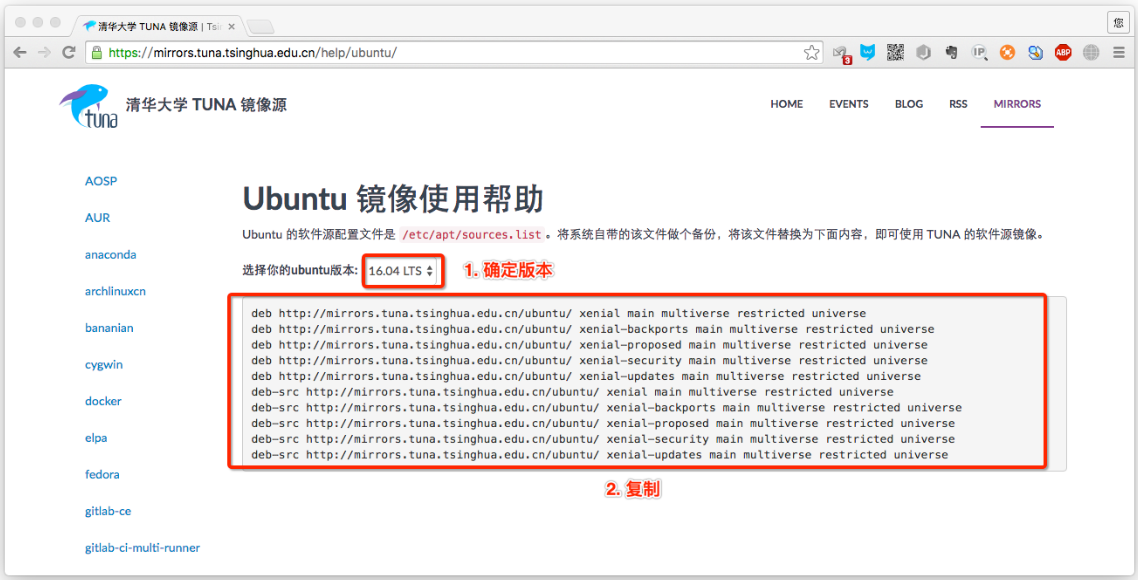 清华大学 TUNA 镜像源 | Tsin
您
https://mirrors.tuna.tsinghua.edu.cn/help/ubuntu/
3
IP
ABP
tuna
清华大学 TUNA 镜像源
HOME EVENTS BLOG RSS MIRRORS
AOSP
AUR
anaconda
archlinuxcn
bananian
cygwin
docker
elpa
fedora
gitlab-ce
gitlab-ci-multi-runner
Ubuntu 镜像使用帮助
Ubuntu 的软件源配置文件是 /etc/apt/sources.list 。将系统自带的该文件做个备份，将该文件替换为下面内容，即可使用 TUNA 的软件源镜像。
选择你的ubuntu版本: 16.04 LTS 1. 确定版本
deb http://mirrors.tuna.tsinghua.edu.cn/ubuntu/ xenial main multiverse restricted universe
deb http://mirrors.tuna.tsinghua.edu.cn/ubuntu/ xenial-backports main multiverse restricted universe
deb http://mirrors.tuna.tsinghua.edu.cn/ubuntu/ xenial-proposed main multiverse restricted universe
deb http://mirrors.tuna.tsinghua.edu.cn/ubuntu/ xenial-security main multiverse restricted universe
deb http://mirrors.tuna.tsinghua.edu.cn/ubuntu/ xenial-updates main multiverse restricted universe
deb-src http://mirrors.tuna.tsinghua.edu.cn/ubuntu/ xenial main multiverse restricted universe
deb-src http://mirrors.tuna.tsinghua.edu.cn/ubuntu/ xenial-backports main multiverse restricted universe
deb-src http://mirrors.tuna.tsinghua.edu.cn/ubuntu/ xenial-proposed main multiverse restricted universe
deb-src http://mirrors.tuna.tsinghua.edu.cn/ubuntu/ xenial-security main multiverse restricted universe
deb-src http://mirrors.tuna.tsinghua.edu.cn/ubuntu/ xenial-updates main multiverse restricted universe
2. 复制